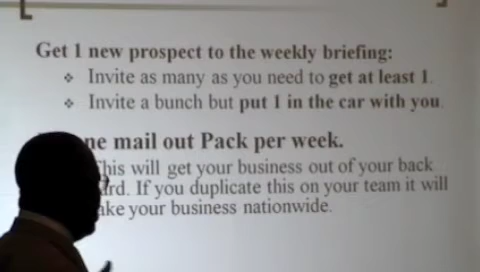 Get 1 new prospect to the weekly briefing:
Invite as many as you need to get at least 1.
Invite a bunch but put 1 in the car with you.
mail out Pack per week.
will get your business out of your back
If you duplicate this on your team it will
your business nationwide.